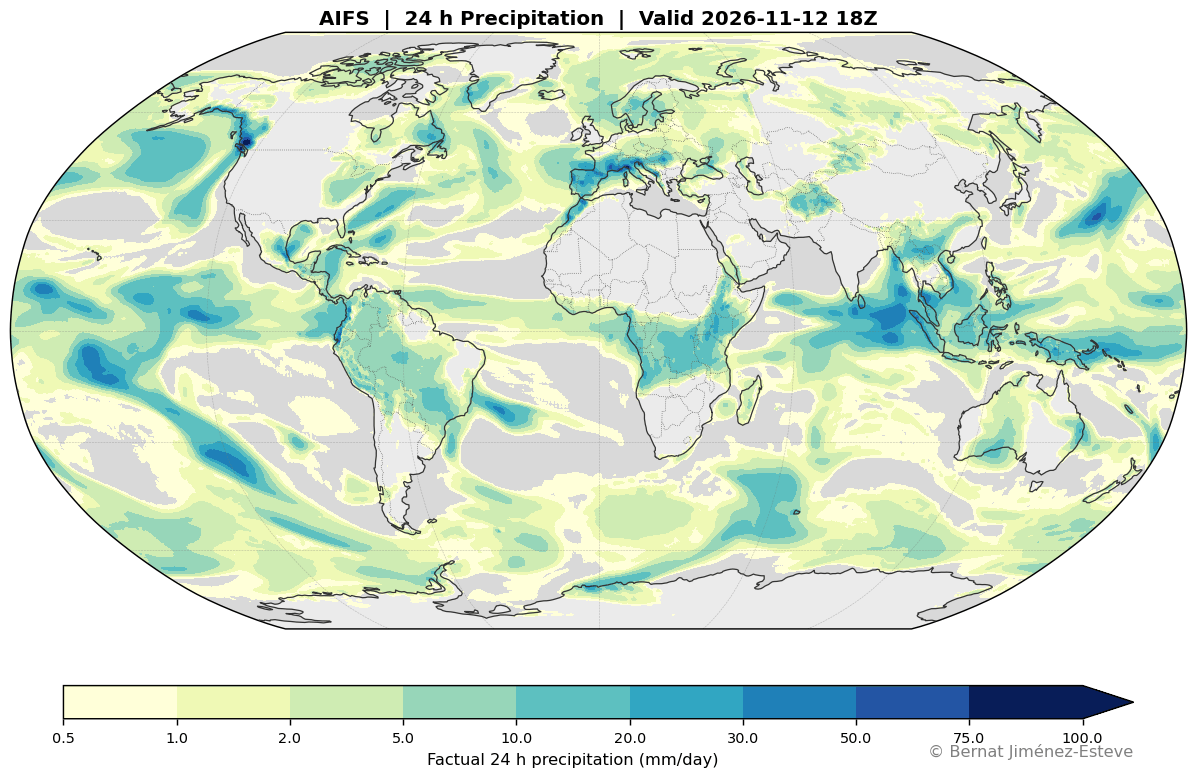 AIFS | 24 h Precipitation | Valid 2026-11-12 18Z
0.5 1.0 2.0 5.0 10.0 20.0 30.0 50.0 75.0 100.0
Factual 24 h precipitation (mm/day)
© Bernat Jiménez-Esteve